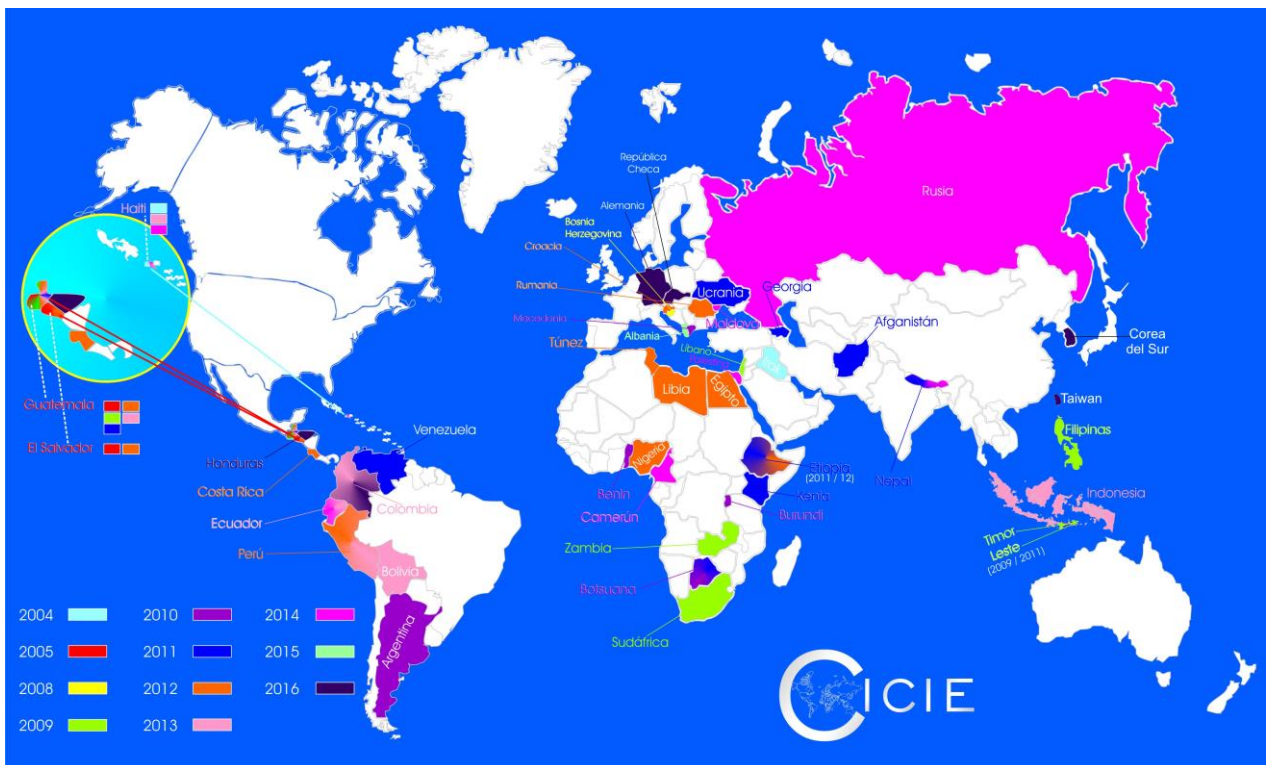 República
Checa
Alemania
Bosnia
Herzegovina
Croacia
Rumania
Macedonia
Albania
Túnez
Ucrania
Moldova
Georgia
Rusia
Líbano
Palestina
Irak
Afganistán
Corea
del Sur
Taiwan
Filipinas
Haití
Guatemala
El Salvador
Honduras
Costa Rica
Ecuador
Perú
Venezuela
Colombia
Bolivia
Argentina
Libia
Egipto
Nigeria
Benín
Camerún
Etiopía
(2011 / 12)
Kenia
Burundi
Nepal
Zambia
Botsuana
Sudáfrica
Indonesia
Timor
Leste
(2009 / 2011)
2004
2010
2014
2005
2011
2015
2008
2012
2016
2009
2013
CICIE